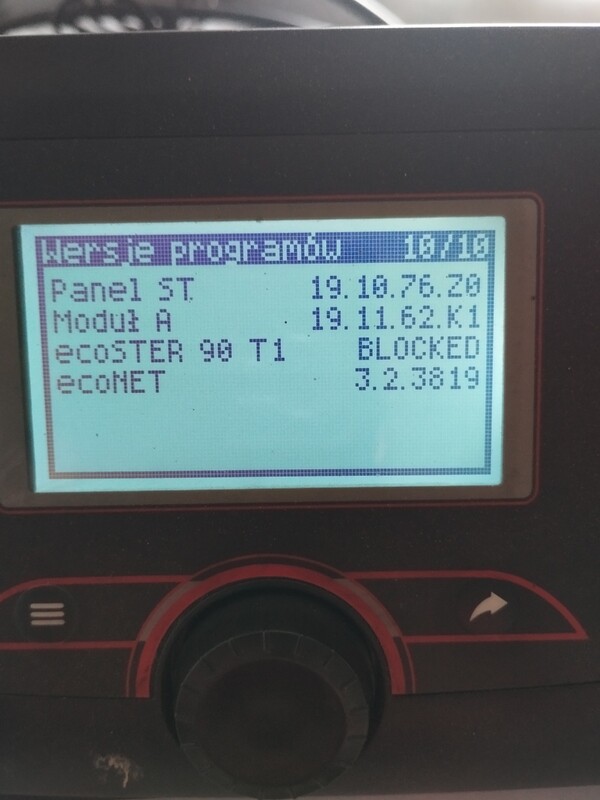 Wersje programów 10/10
Panel ST 19.10.76.Z0
Moduł A 19.11.62.K1
ecoSTER 90 T1 BLOCKED
ecoNET 3.2.3819